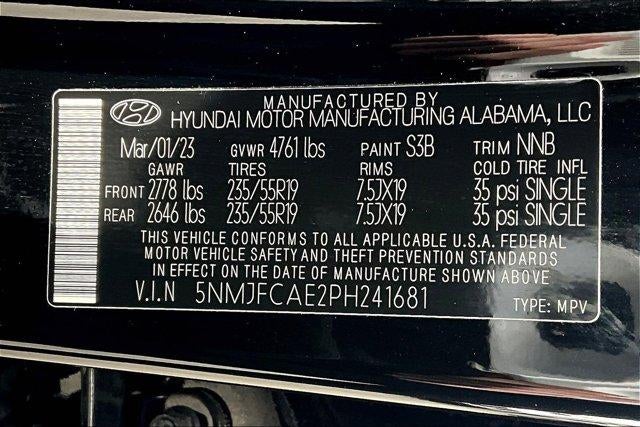 MANUFACTURED BY
HYUNDAI MOTOR MANUFACTURING ALABAMA, LLC
Mar/01/23 GVWR 4761 lbs PAINT S3B TRIM NNB
GAWR TIRES RIMS COLD TIRE INFL
FRONT 2778 lbs 235/55R19 7.5JX19 35 psi SINGLE
REAR 2646 lbs 235/55R19 7.5JX19 35 psi SINGLE
THIS VEHICLE CONFORMS TO ALL APPLICABLE U.S.A. FEDERAL
MOTOR VEHICLE SAFETY AND THEFT PREVENTION STANDARDS
IN EFFECT ON THE DATE OF MANUFACTURE SHOWN ABOVE
V.I.N 5NMJFCAE2PH241681 TYPE: MPV